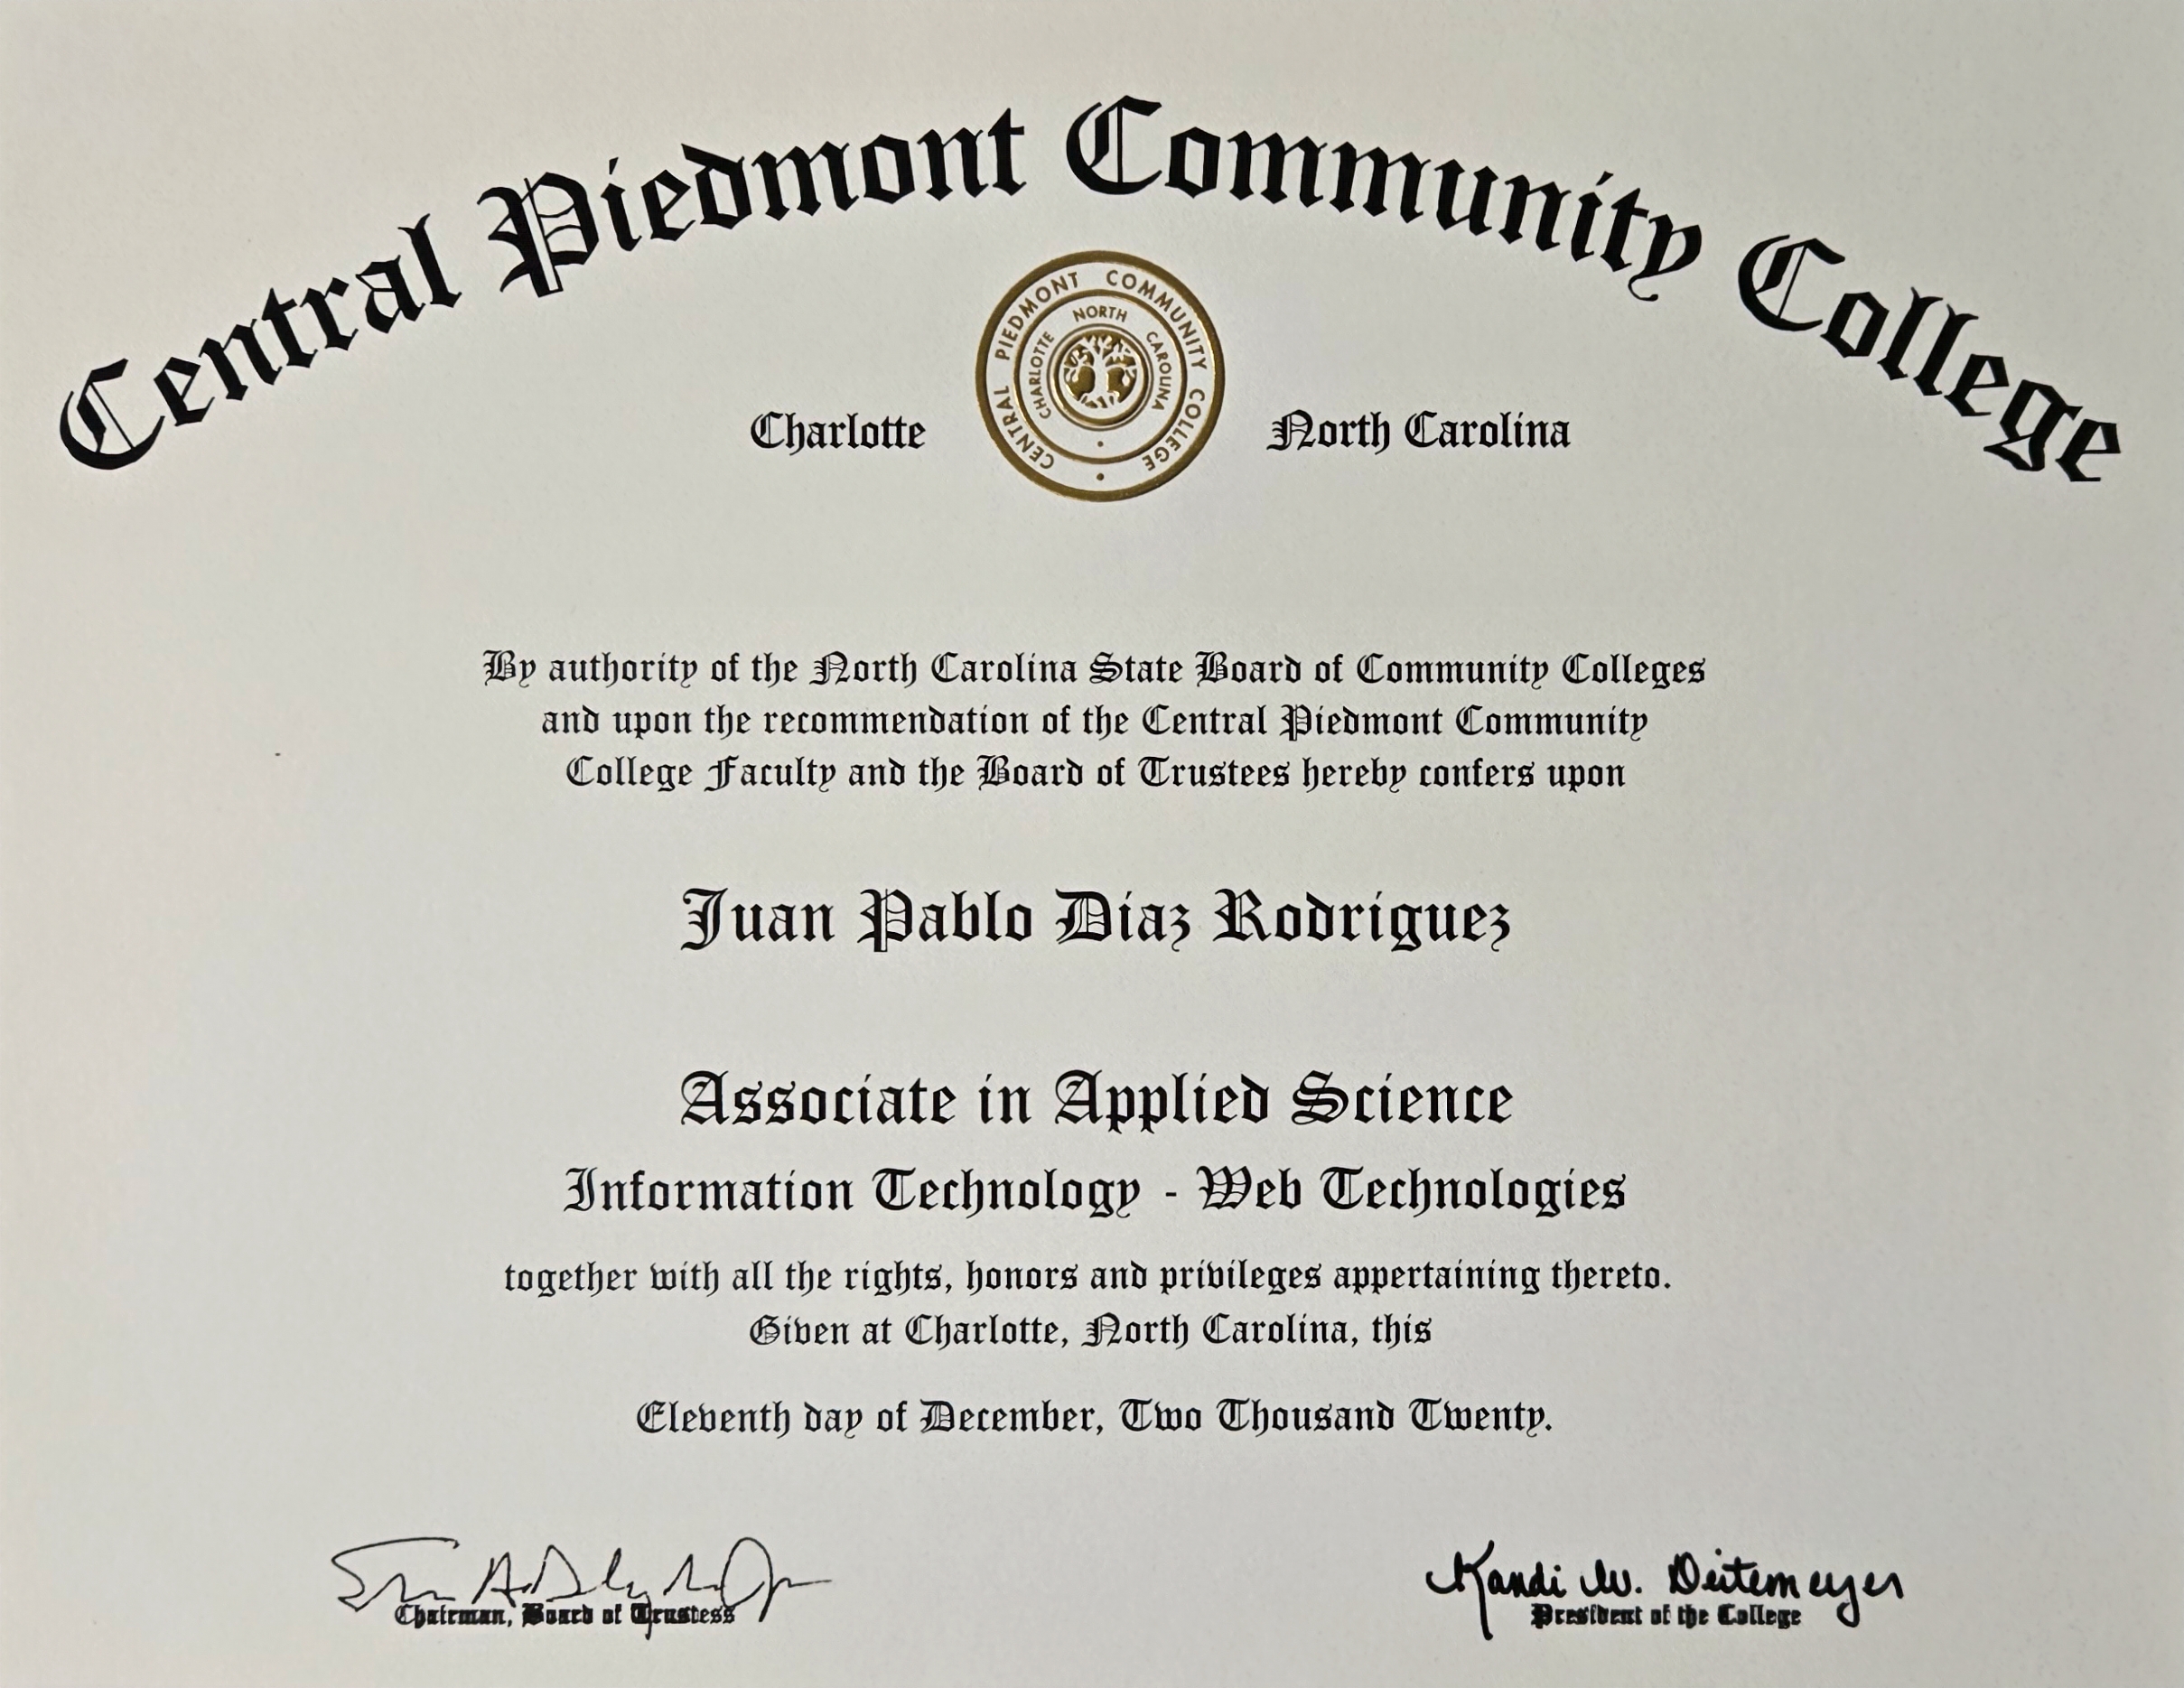 Central Piedmont Community College
CENTRAL PIEDMONT COMMUNITY COLLEGE
CHARLOTTE NORTH CAROLINA
Charlotte North Carolina
By authority of the North Carolina State Board of Community Colleges
and upon the recommendation of the Central Piedmont Community
College Faculty and the Board of Trustees hereby confers upon
Juan Pablo Diaz Rodriguez
Associate in Applied Science
Information Technology - Web Technologies
together with all the rights, honors and privileges appertaining thereto.
Given at Charlotte, North Carolina, this
Eleventh day of December, Two Thousand Twenty.
Kandi W. Deitemeyer
Chairman, Board of Trustess President of the College